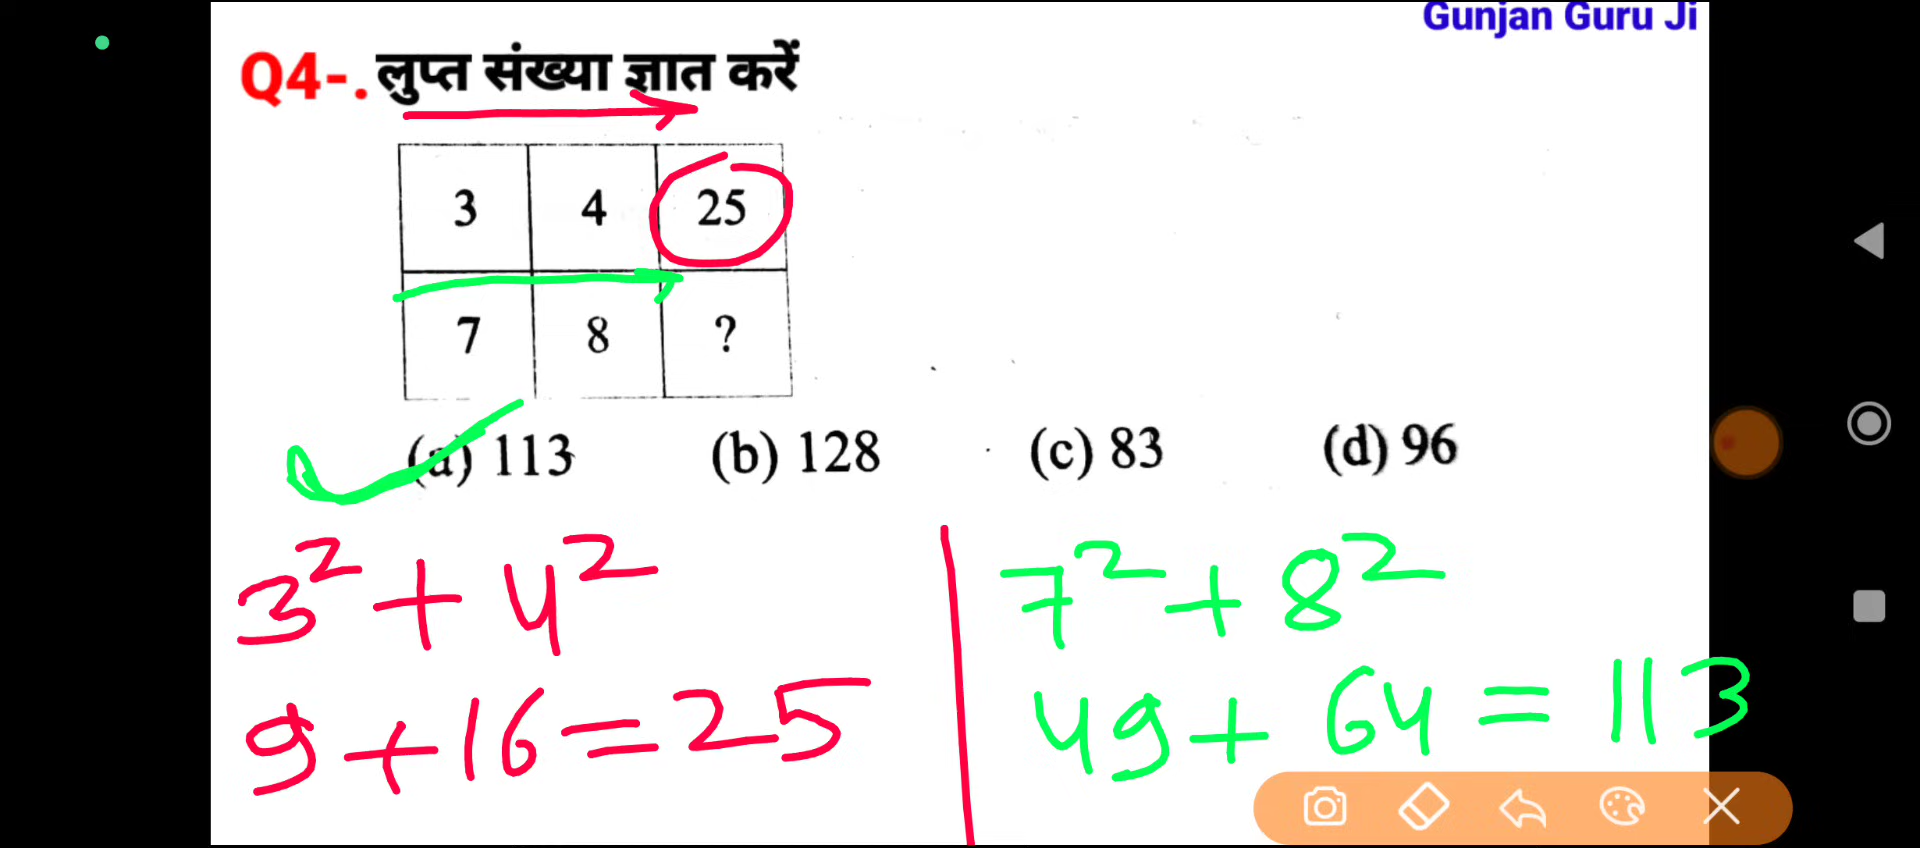 Gunjan Guru Ji
Q4-. लुप्त संख्या ज्ञात करें
3 4 25
7 8 ?
(a) 113 (b) 128 (c) 83 (d) 96
3² + 4²
9 + 16 = 25
7² + 8²
49 + 64 = 113